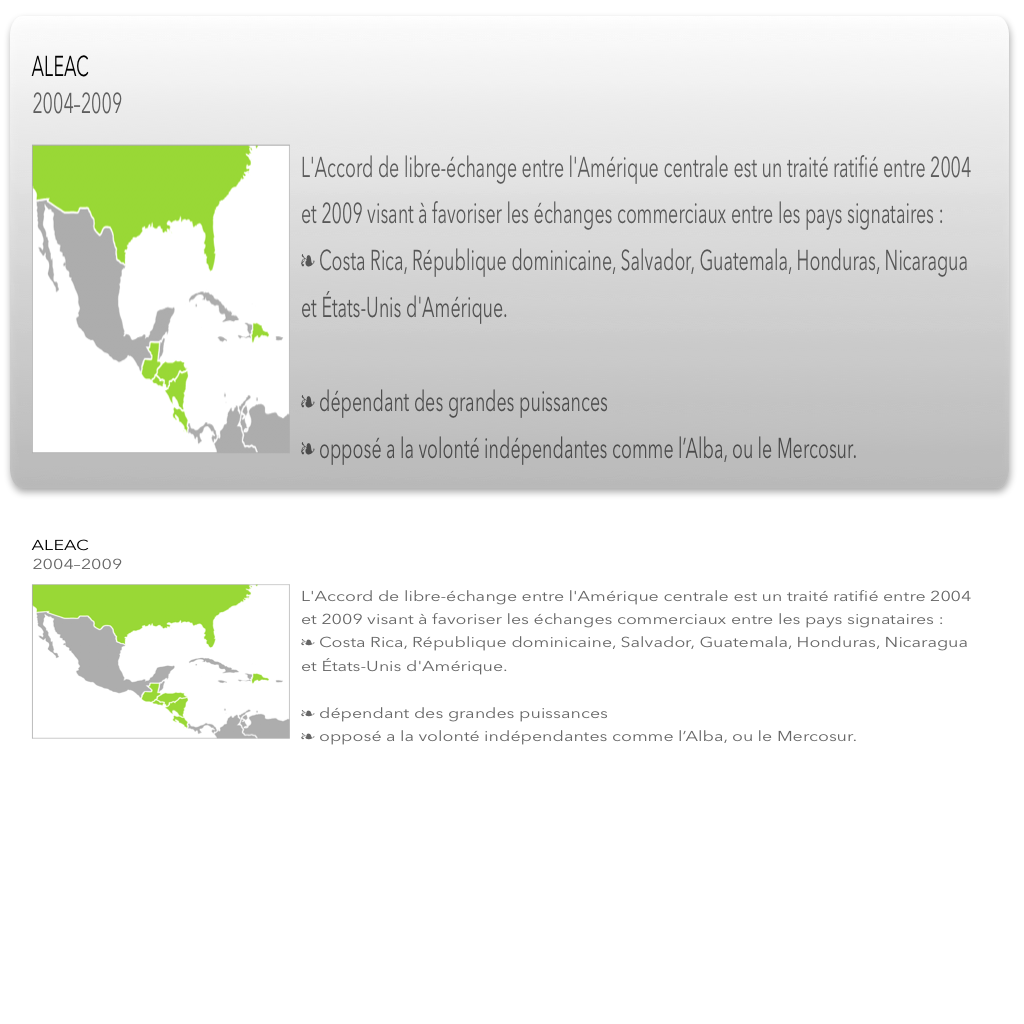 ALEAC
2004–2009
L'Accord de libre-échange entre l'Amérique centrale est un traité ratifié entre 2004
et 2009 visant à favoriser les échanges commerciaux entre les pays signataires :
❧ Costa Rica, République dominicaine, Salvador, Guatemala, Honduras, Nicaragua
et États-Unis d'Amérique.
❧ dépendant des grandes puissances
❧ opposé a la volonté indépendantes comme l’Alba, ou le Mercosur.
ALEAC
2004–2009
L'Accord de libre-échange entre l'Amérique centrale est un traité ratifié entre 2004
et 2009 visant à favoriser les échanges commerciaux entre les pays signataires :
❧ Costa Rica, République dominicaine, Salvador, Guatemala, Honduras, Nicaragua
et États-Unis d'Amérique.
❧ dépendant des grandes puissances
❧ opposé a la volonté indépendantes comme l’Alba, ou le Mercosur.